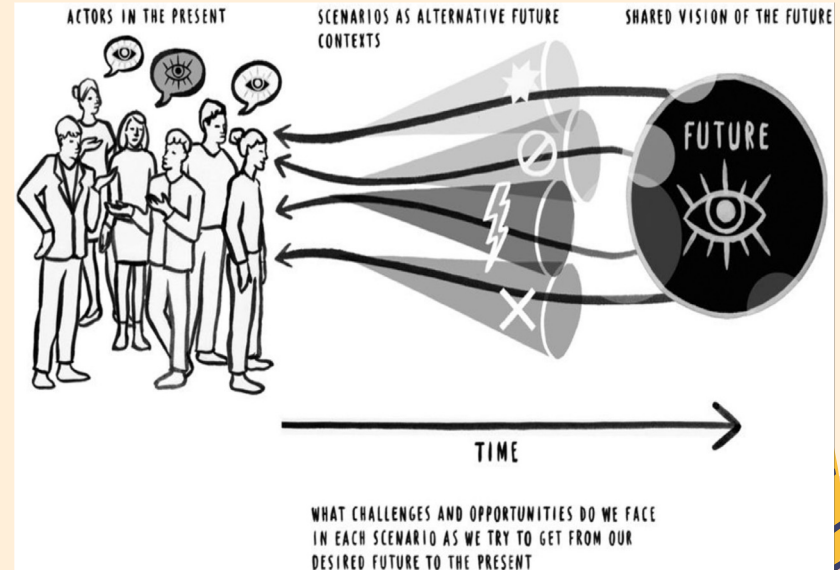 ACTORS IN THE PRESENT
SCENARIOS AS ALTERNATIVE FUTURE
CONTEXTS
SHARED VISION OF THE FUTURE
FUTURE
TIME
WHAT CHALLENGES AND OPPORTUNITIES DO WE FACE
IN EACH SCENARIO AS WE TRY TO GET FROM OUR
DESIRED FUTURE TO THE PRESENT